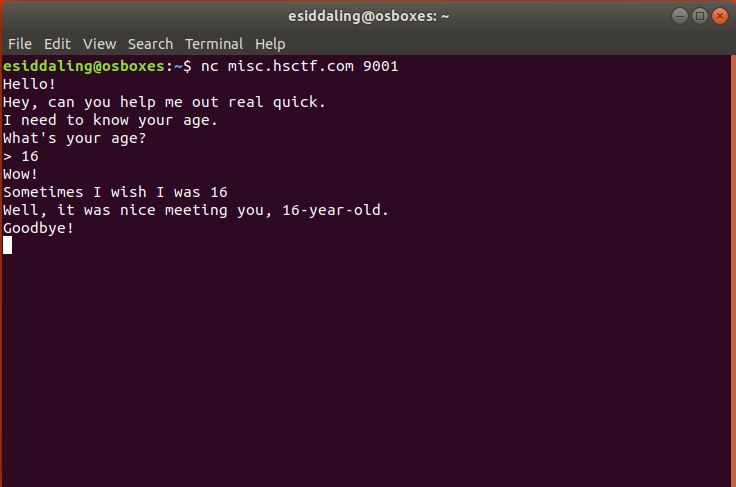 esiddaling@osboxes: ~
File Edit View Search Terminal Help
esiddaling@osboxes:~$ nc misc.hsctf.com 9001
Hello!
Hey, can you help me out real quick.
I need to know your age.
What's your age?
> 16
Wow!
Sometimes I wish I was 16
Well, it was nice meeting you, 16-year-old.
Goodbye!